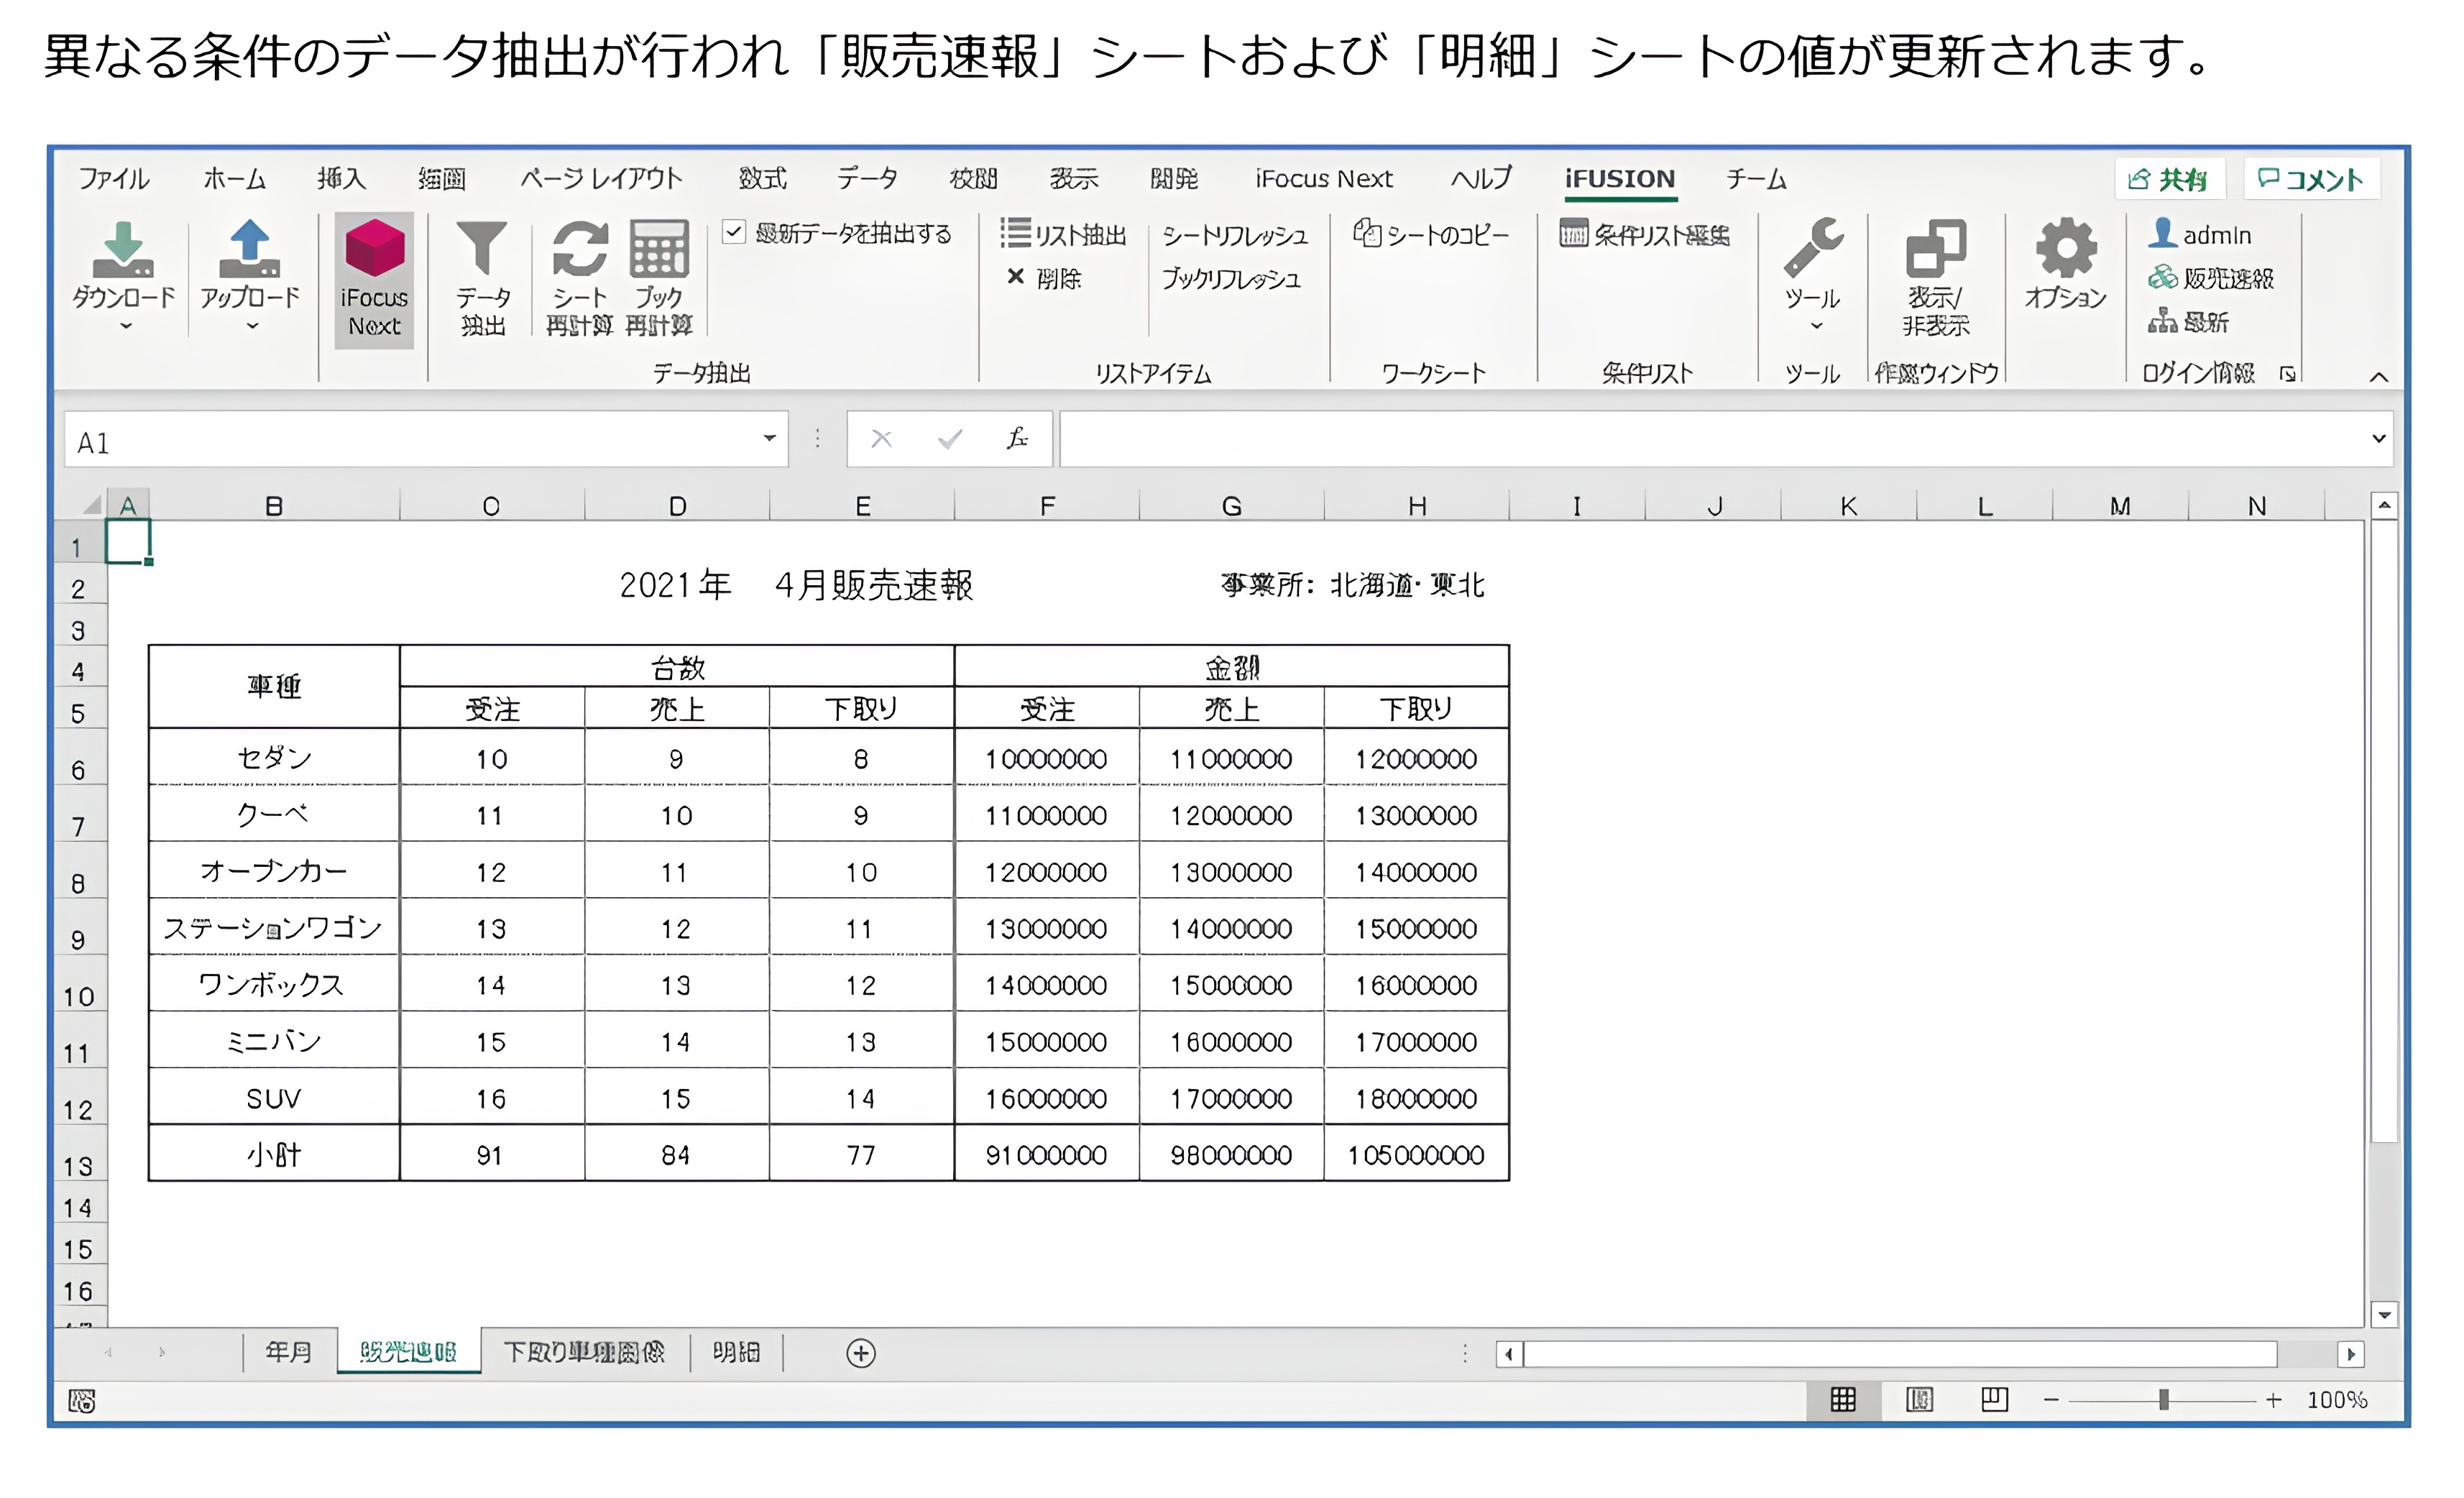 異なる条件のデータ抽出が行われ「販売速報」シートおよび「明細」シートの値が更新されます。
ファイル ホーム 挿入 描画 ページ レイアウト 数式 データ 校閲 表示 開発 iFocus Next ヘルプ iFUSION チーム 共有 コメント
ダウンロード アップロード iFocus Next データ抽出 シート再計算 ブック再計算 最新データを抽出する リスト抽出 シートリフレッシュ シートのコピー 条件リスト編集 ツール 表示/非表示 オプション admin
削除 ブックリフレッシュ 販売速報
最新
データ抽出 リストアイテム ワークシート 条件リスト ツール 作業ウィンドウ ログイン情報
A1 fx
A B C D E F G H I J K L M N
1
2 2021年 4月販売速報 事業所: 北海道・東北
3
4 車種 台数 金額
5 受注 売上 下取り 受注 売上 下取り
6 セダン 10 9 8 10000000 11000000 12000000
7 クーペ 11 10 9 11000000 12000000 13000000
8 オープンカー 12 11 10 12000000 13000000 14000000
9 ステーションワゴン 13 12 11 13000000 14000000 15000000
10 ワンボックス 14 13 12 14000000 15000000 16000000
11 ミニバン 15 14 13 15000000 16000000 17000000
12 SUV 16 15 14 16000000 17000000 18000000
13 小計 91 84 77 91000000 98000000 105000000
14
15
16
年月 販売速報 下取り車種画像 明細
100%